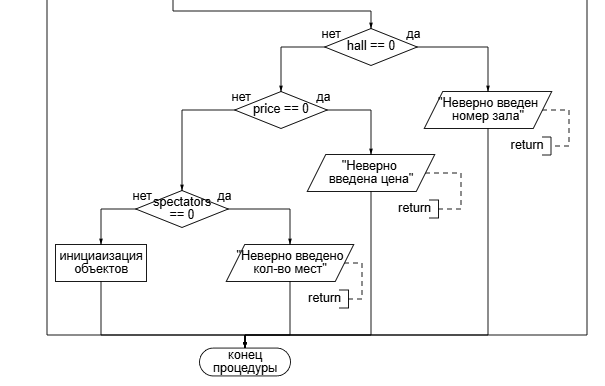 нет
да
hall == 0
нет
да
price == 0
"Неверно введен
номер зала"
return
"Неверно
введена цена"
return
нет
да
spectators
== 0
инициаизация
объектов
"Неверно введено
кол-во мест"
return
конец
процедуры